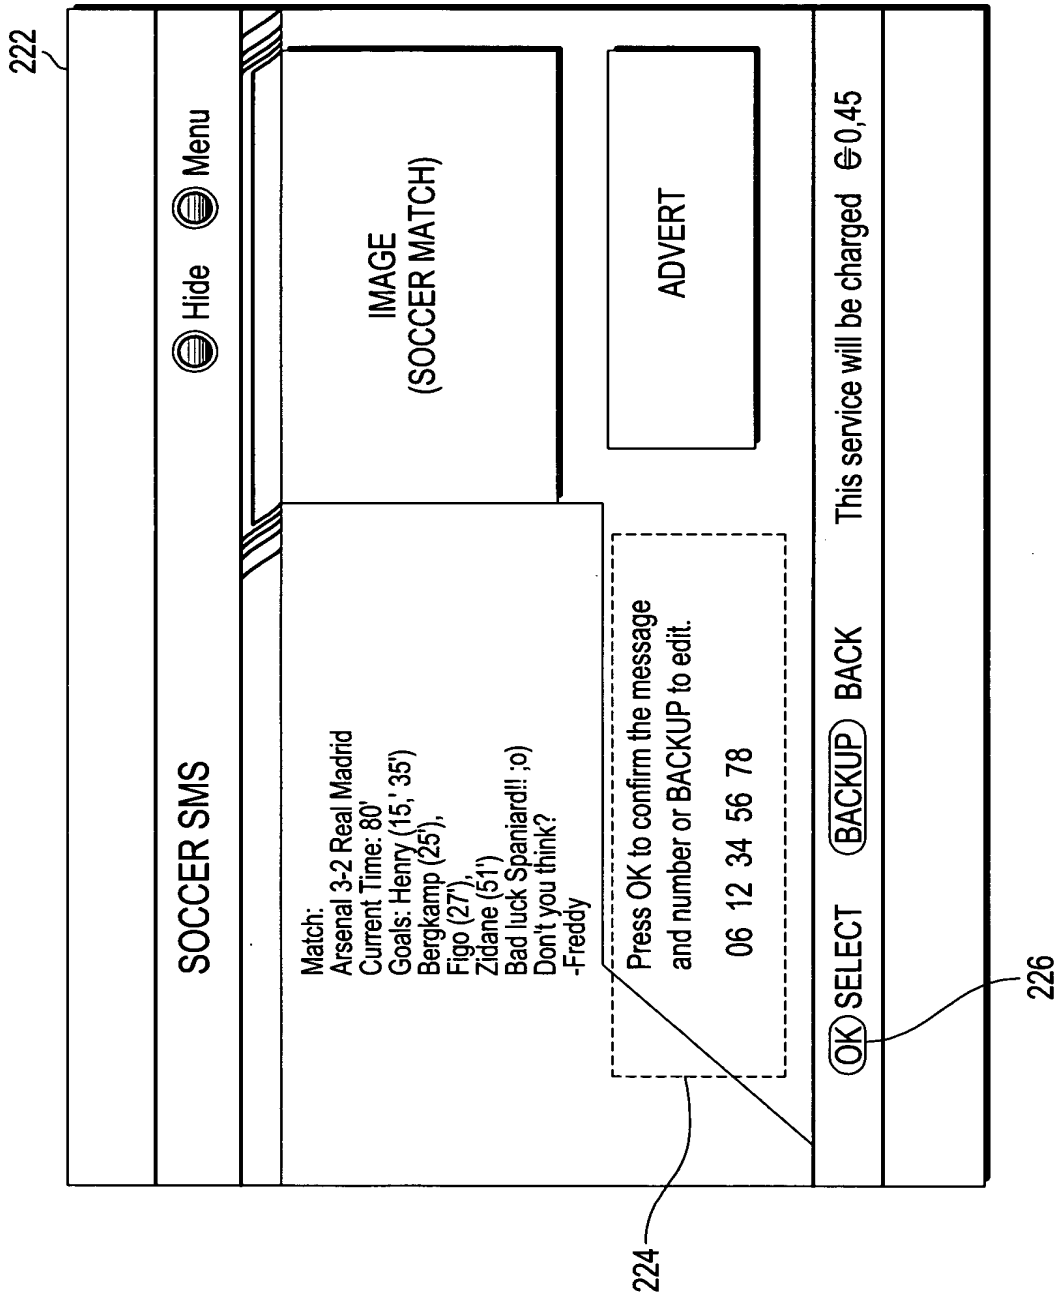 222
SOCCER SMS
Hide
Menu
Match:
Arsenal 3-2 Real Madrid
Current Time: 80'
Goals: Henry (15,' 35')
Bergkamp (25'),
Figo (27'),
Zidane (51')
Bad luck Spaniard!! ;o)
Don't you think?
-Freddy
IMAGE
(SOCCER MATCH)
Press OK to confirm the message
and number or BACKUP to edit.
06 12 34 56 78
ADVERT
OK SELECT
BACKUP BACK
This service will be charged €0,45
224
226